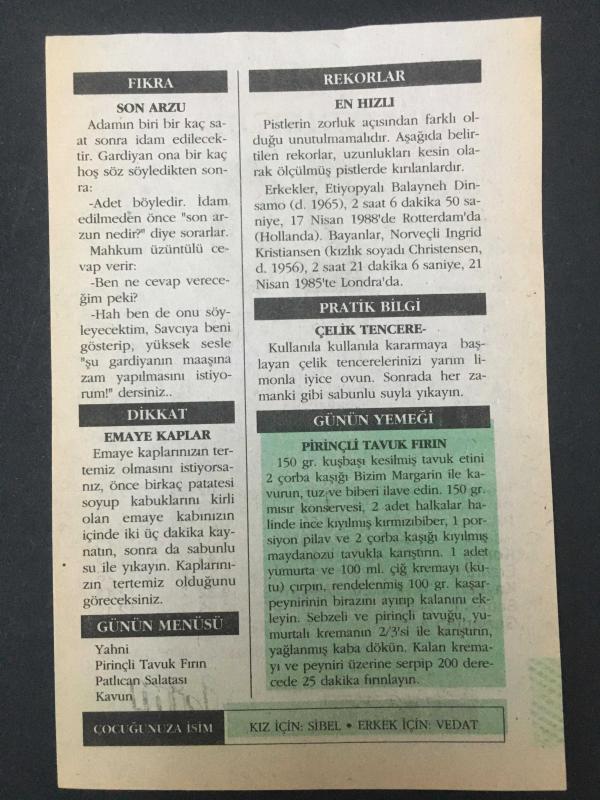 FIKRA
SON ARZU
Adamın biri bir kaç sa-
at sonra idam edilecek-
tir. Gardiyan ona bir kaç
hoş söz söyledikten son-
ra:
-Adet böyledir. İdam
edilmeden önce "son ar-
zun nedir?" diye sorarlar.
Mahkum üzüntülü ce-
vap verir:
-Ben ne cevap verece-
ğim peki?
-Hah ben de onu söy-
leyecektim, Savcıya beni
gösterip, yüksek sesle
"şu gardiyanın maaşına
zam yapılmasını istiyo-
rum!" dersiniz..
DİKKAT
EMAYE KAPLAR
Emaye kaplarınızın ter-
temiz olmasını istiyorsa-
nız, önce birkaç patatesi
soyup kabuklarını kirli
olan emaye kabınızın
içinde iki üç dakika kay-
natın, sonra da sabunlu
su ile yıkayın. Kaplarını-
zın tertemiz olduğunu
göreceksiniz.
GÜNÜN MENÜSÜ
Yahni
Pirinçli Tavuk Fırın
Patlıcan Salatası
Kavun
REKORLAR
EN HIZLI
Pistlerin zorluk açısından farklı ol-
duğu unutulmamalıdır. Aşağıda belir-
tilen rekorlar, uzunlukları kesin ola-
rak ölçülmüş pistlerde kırılanlardır.
Erkekler, Etiyopyalı Balayneh Din-
samo (d. 1965), 2 saat 6 dakika 50 sa-
niye, 17 Nisan 1988'de Rotterdam'da
(Hollanda). Bayanlar, Norveçli Ingrid
Kristiansen (kızlık soyadı Christensen,
d. 1956), 2 saat 21 dakika 6 saniye, 21
Nisan 1985'te Londra'da.
PRATİK BİLGİ
ÇELİK TENCERE-
Kullanıla kullanıla kararmaya baş-
layan çelik tencerelerinizi yarım li-
monla iyice ovun. Sonrada her za-
manki gibi sabunlu suyla yıkayın.
GÜNÜN YEMEĞİ
PİRİNÇLİ TAVUK FIRIN
150 gr. kuşbaşı kesilmiş tavuk etini
2 çorba kaşığı Bizim Margarin ile ka-
vurun, tuz ve biberi ilave edin. 150 gr.
mısır konservesi, 2 adet halkalar ha-
linde ince kıyılmış kırmızıbiber, 1 por-
siyon pilav ve 2 çorba kaşığı kıyılmış
maydanozu tavukla karıştırın. 1 adet
yumurta ve 100 ml. çiğ kremayı (ku-
tu) çırpın, rendelenmiş 100 gr. kaşar-
peynirinin birazını ayırıp kalanını ek-
leyin. Sebzeli ve pirinçli tavuğu, yu-
murtalı kremanın 2/3'si ile karıştırın,
yağlanmış kaba dökün. Kalan krema-
yı ve peyniri üzerine serpip 200 dere-
cede 25 dakika fırınlayın.
ÇOCUĞUNUZA İSİM
KIZ İÇİN: SİBEL • ERKEK İÇİN: VEDAT